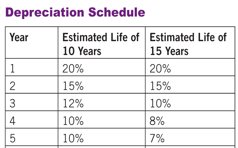 Depreciation Schedule
Year Estimated Life of 10 Years Estimated Life of 15 Years
1 20% 20%
2 15% 15%
3 12% 10%
4 10% 8%
5 10% 7%